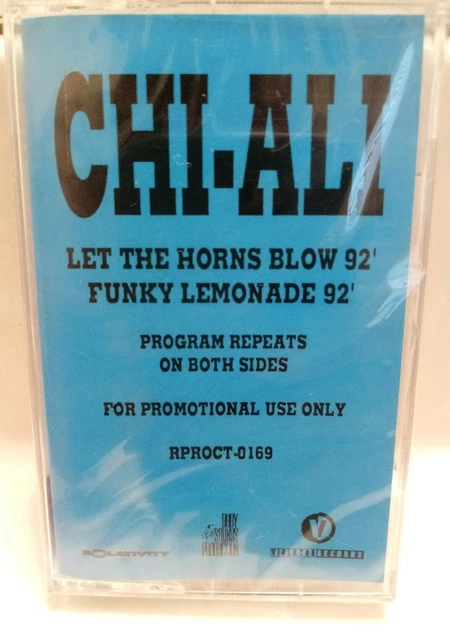 CHI-ALI
LET THE HORNS BLOW 92'
FUNKY LEMONADE 92'
PROGRAM REPEATS
ON BOTH SIDES
FOR PROMOTIONAL USE ONLY
RPROCT-0169
V
RECORDS